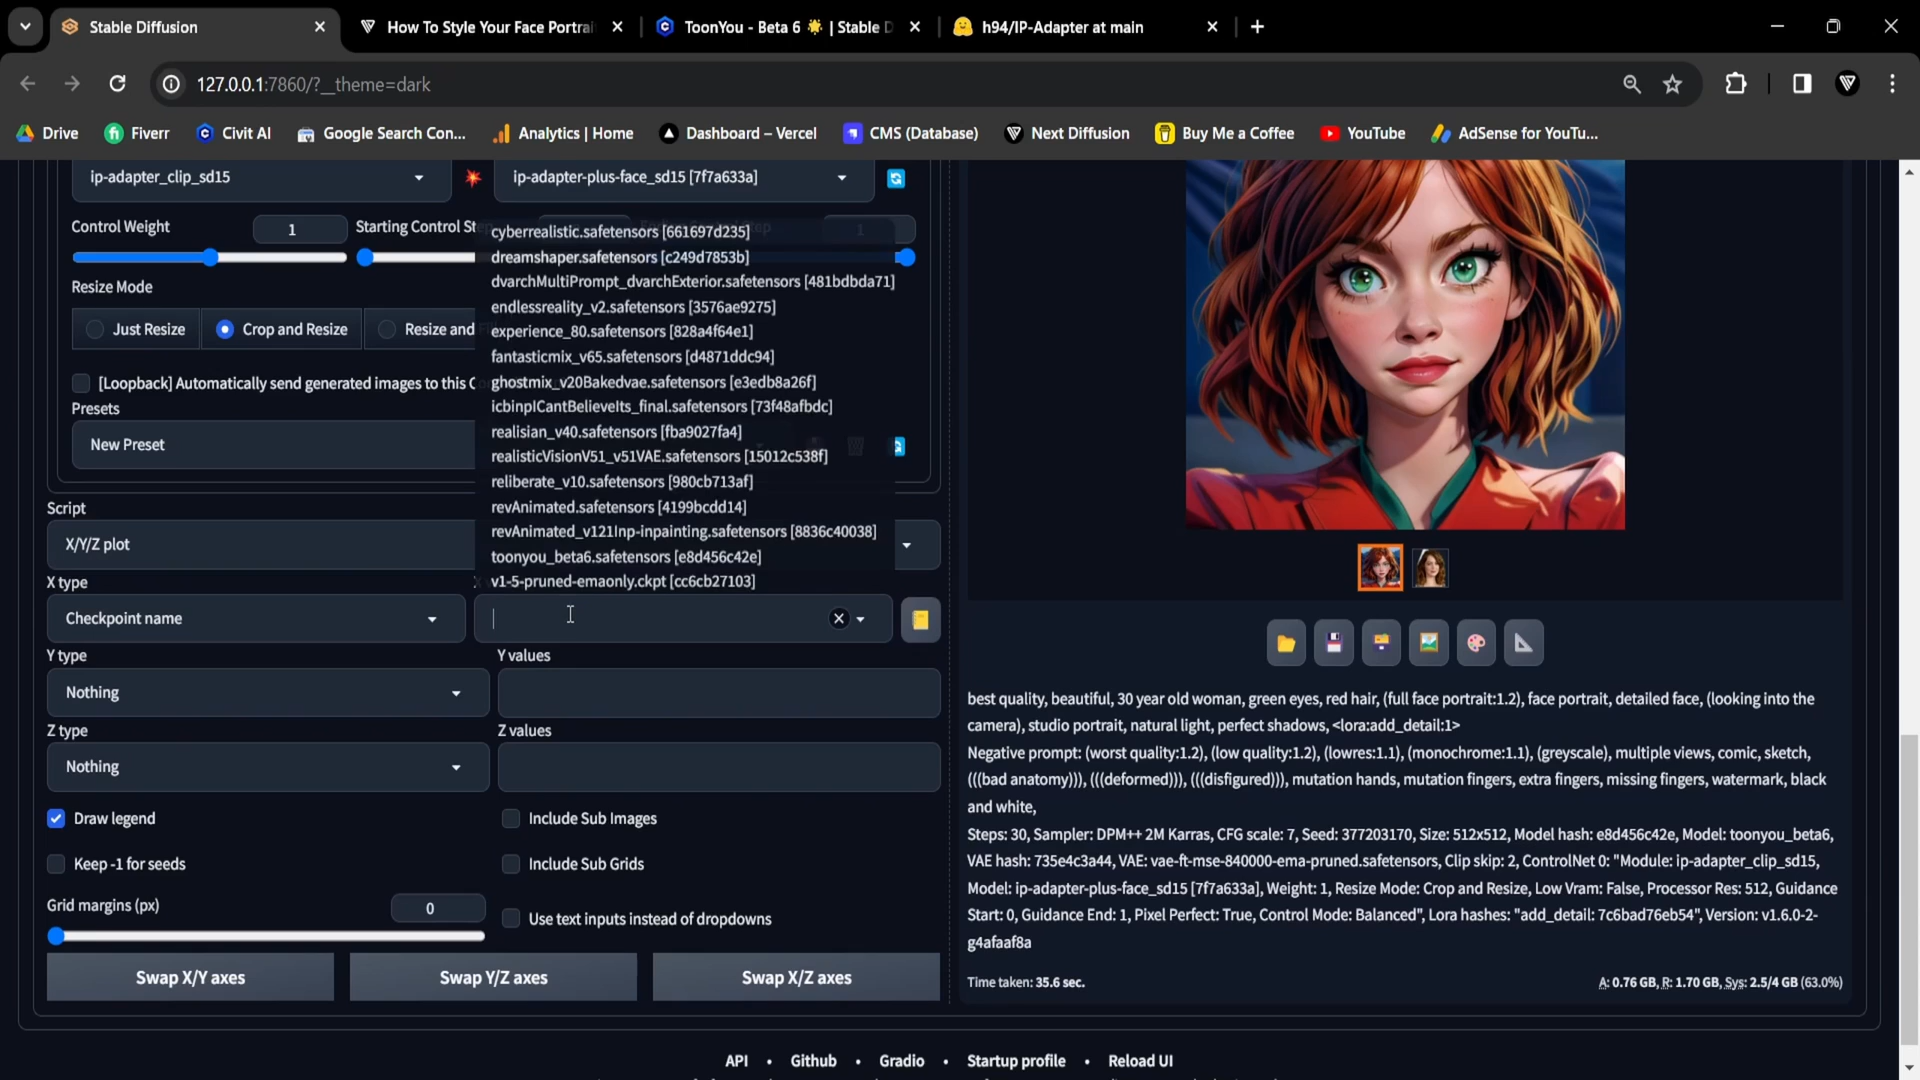 Stable Diffusion
How To Style Your Face Portrai
ToonYou - Beta 6 🌟 | Stable D
h94/IP-Adapter at main
127.0.0.1:7860/?__theme=dark
Drive
Fiverr
Civit AI
Google Search Con...
Analytics | Home
Dashboard – Vercel
CMS (Database)
Next Diffusion
Buy Me a Coffee
YouTube
AdSense for YouTu...
ip-adapter_clip_sd15
ip-adapter-plus-face_sd15 [7f7a633a]
Control Weight
1
Starting Control Ste
1
cyberrealistic.safetensors [661697d235]
dreamshaper.safetensors [c249d7853b]
dvarchMultiPrompt_dvarchExterior.safetensors [481bdbda71]
endlessreality_v2.safetensors [3576ae9275]
experience_80.safetensors [828a4f64e1]
fantasticmix_v65.safetensors [d4871ddc94]
ghostmix_v20Bakedvae.safetensors [e3edb8a26f]
icbinpICantBelieveIts_final.safetensors [73f48afbdc]
realisian_v40.safetensors [fba9027fa4]
realisticVisionV51_v51VAE.safetensors [15012c538f]
reliberate_v10.safetensors [980cb713af]
revAnimated.safetensors [4199bcdd14]
revAnimated_v121Inp-inpainting.safetensors [8836c40038]
toonyou_beta6.safetensors [e8d456c42e]
v1-5-pruned-emaonly.ckpt [cc6cb27103]
Resize Mode
Just Resize
Crop and Resize
Resize and
[Loopback] Automatically send generated images to this C
Presets
New Preset
Script
X/Y/Z plot
X type
Checkpoint name
Y type
Y values
Nothing
Z type
Z values
Nothing
Draw legend
Include Sub Images
Keep -1 for seeds
Include Sub Grids
Grid margins (px)
0
Use text inputs instead of dropdowns
Swap X/Y axes
Swap Y/Z axes
Swap X/Z axes
best quality, beautiful, 30 year old woman, green eyes, red hair, (full face portrait:1.2), face portrait, detailed face, (looking into the
camera), studio portrait, natural light, perfect shadows, <lora:add_detail:1>
Negative prompt: (worst quality:1.2), (low quality:1.2), (lowres:1.1), (monochrome:1.1), (greyscale), multiple views, comic, sketch,
(((bad anatomy))), (((deformed))), (((disfigured))), mutation hands, mutation fingers, extra fingers, missing fingers, watermark, black
and white,
Steps: 30, Sampler: DPM++ 2M Karras, CFG scale: 7, Seed: 377203170, Size: 512x512, Model hash: e8d456c42e, Model: toonyou_beta6,
VAE hash: 735e4c3a44, VAE: vae-ft-mse-840000-ema-pruned.safetensors, Clip skip: 2, ControlNet 0: "Module: ip-adapter_clip_sd15,
Model: ip-adapter-plus-face_sd15 [7f7a633a], Weight: 1, Resize Mode: Crop and Resize, Low Vram: False, Processor Res: 512, Guidance
Start: 0, Guidance End: 1, Pixel Perfect: True, Control Mode: Balanced", Lora hashes: "add_detail: 7c6bad76eb54", Version: v1.6.0-2-
g4afaaf8a
Time taken: 35.6 sec.
A: 0.76 GB, R: 1.70 GB, Sys: 2.5/4 GB (63.0%)
API • Github • Gradio • Startup profile • Reload UI